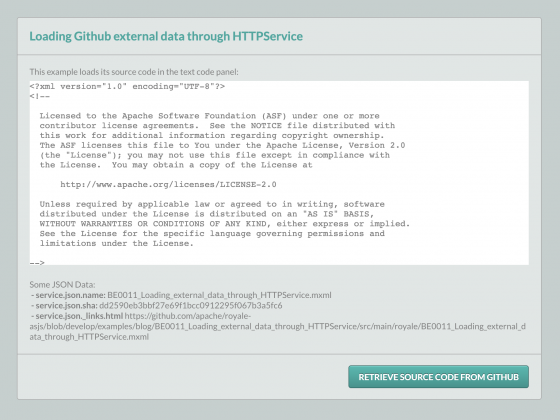 Loading Github external data through HTTPService
This example loads its source code in the text code panel:
<?xml version="1.0" encoding="UTF-8"?>
<!--
Licensed to the Apache Software Foundation (ASF) under one or more
contributor license agreements.  See the NOTICE file distributed with
this work for additional information regarding copyright ownership.
The ASF licenses this file to You under the Apache License, Version 2.0
(the "License"); you may not use this file except in compliance with
the License.  You may obtain a copy of the License at
http://www.apache.org/licenses/LICENSE-2.0
Unless required by applicable law or agreed to in writing, software
distributed under the License is distributed on an "AS IS" BASIS,
WITHOUT WARRANTIES OR CONDITIONS OF ANY KIND, either express or implied.
See the License for the specific language governing permissions and
limitations under the License.
-->
Some JSON Data:
- service.json.name: BE0011_Loading_external_data_through_HTTPService.mxml
- service.json.sha: dd2590eb3bbf27e69f1bcc0912295f067b3a5fc6
- service.json._links.html https://github.com/apache/royale-
asjs/blob/develop/examples/blog/BE0011_Loading_external_data_through_HTTPService/src/main/royale/BE0011_Loading_external_d
ata_through_HTTPService.mxml
RETRIEVE SOURCE CODE FROM GITHUB